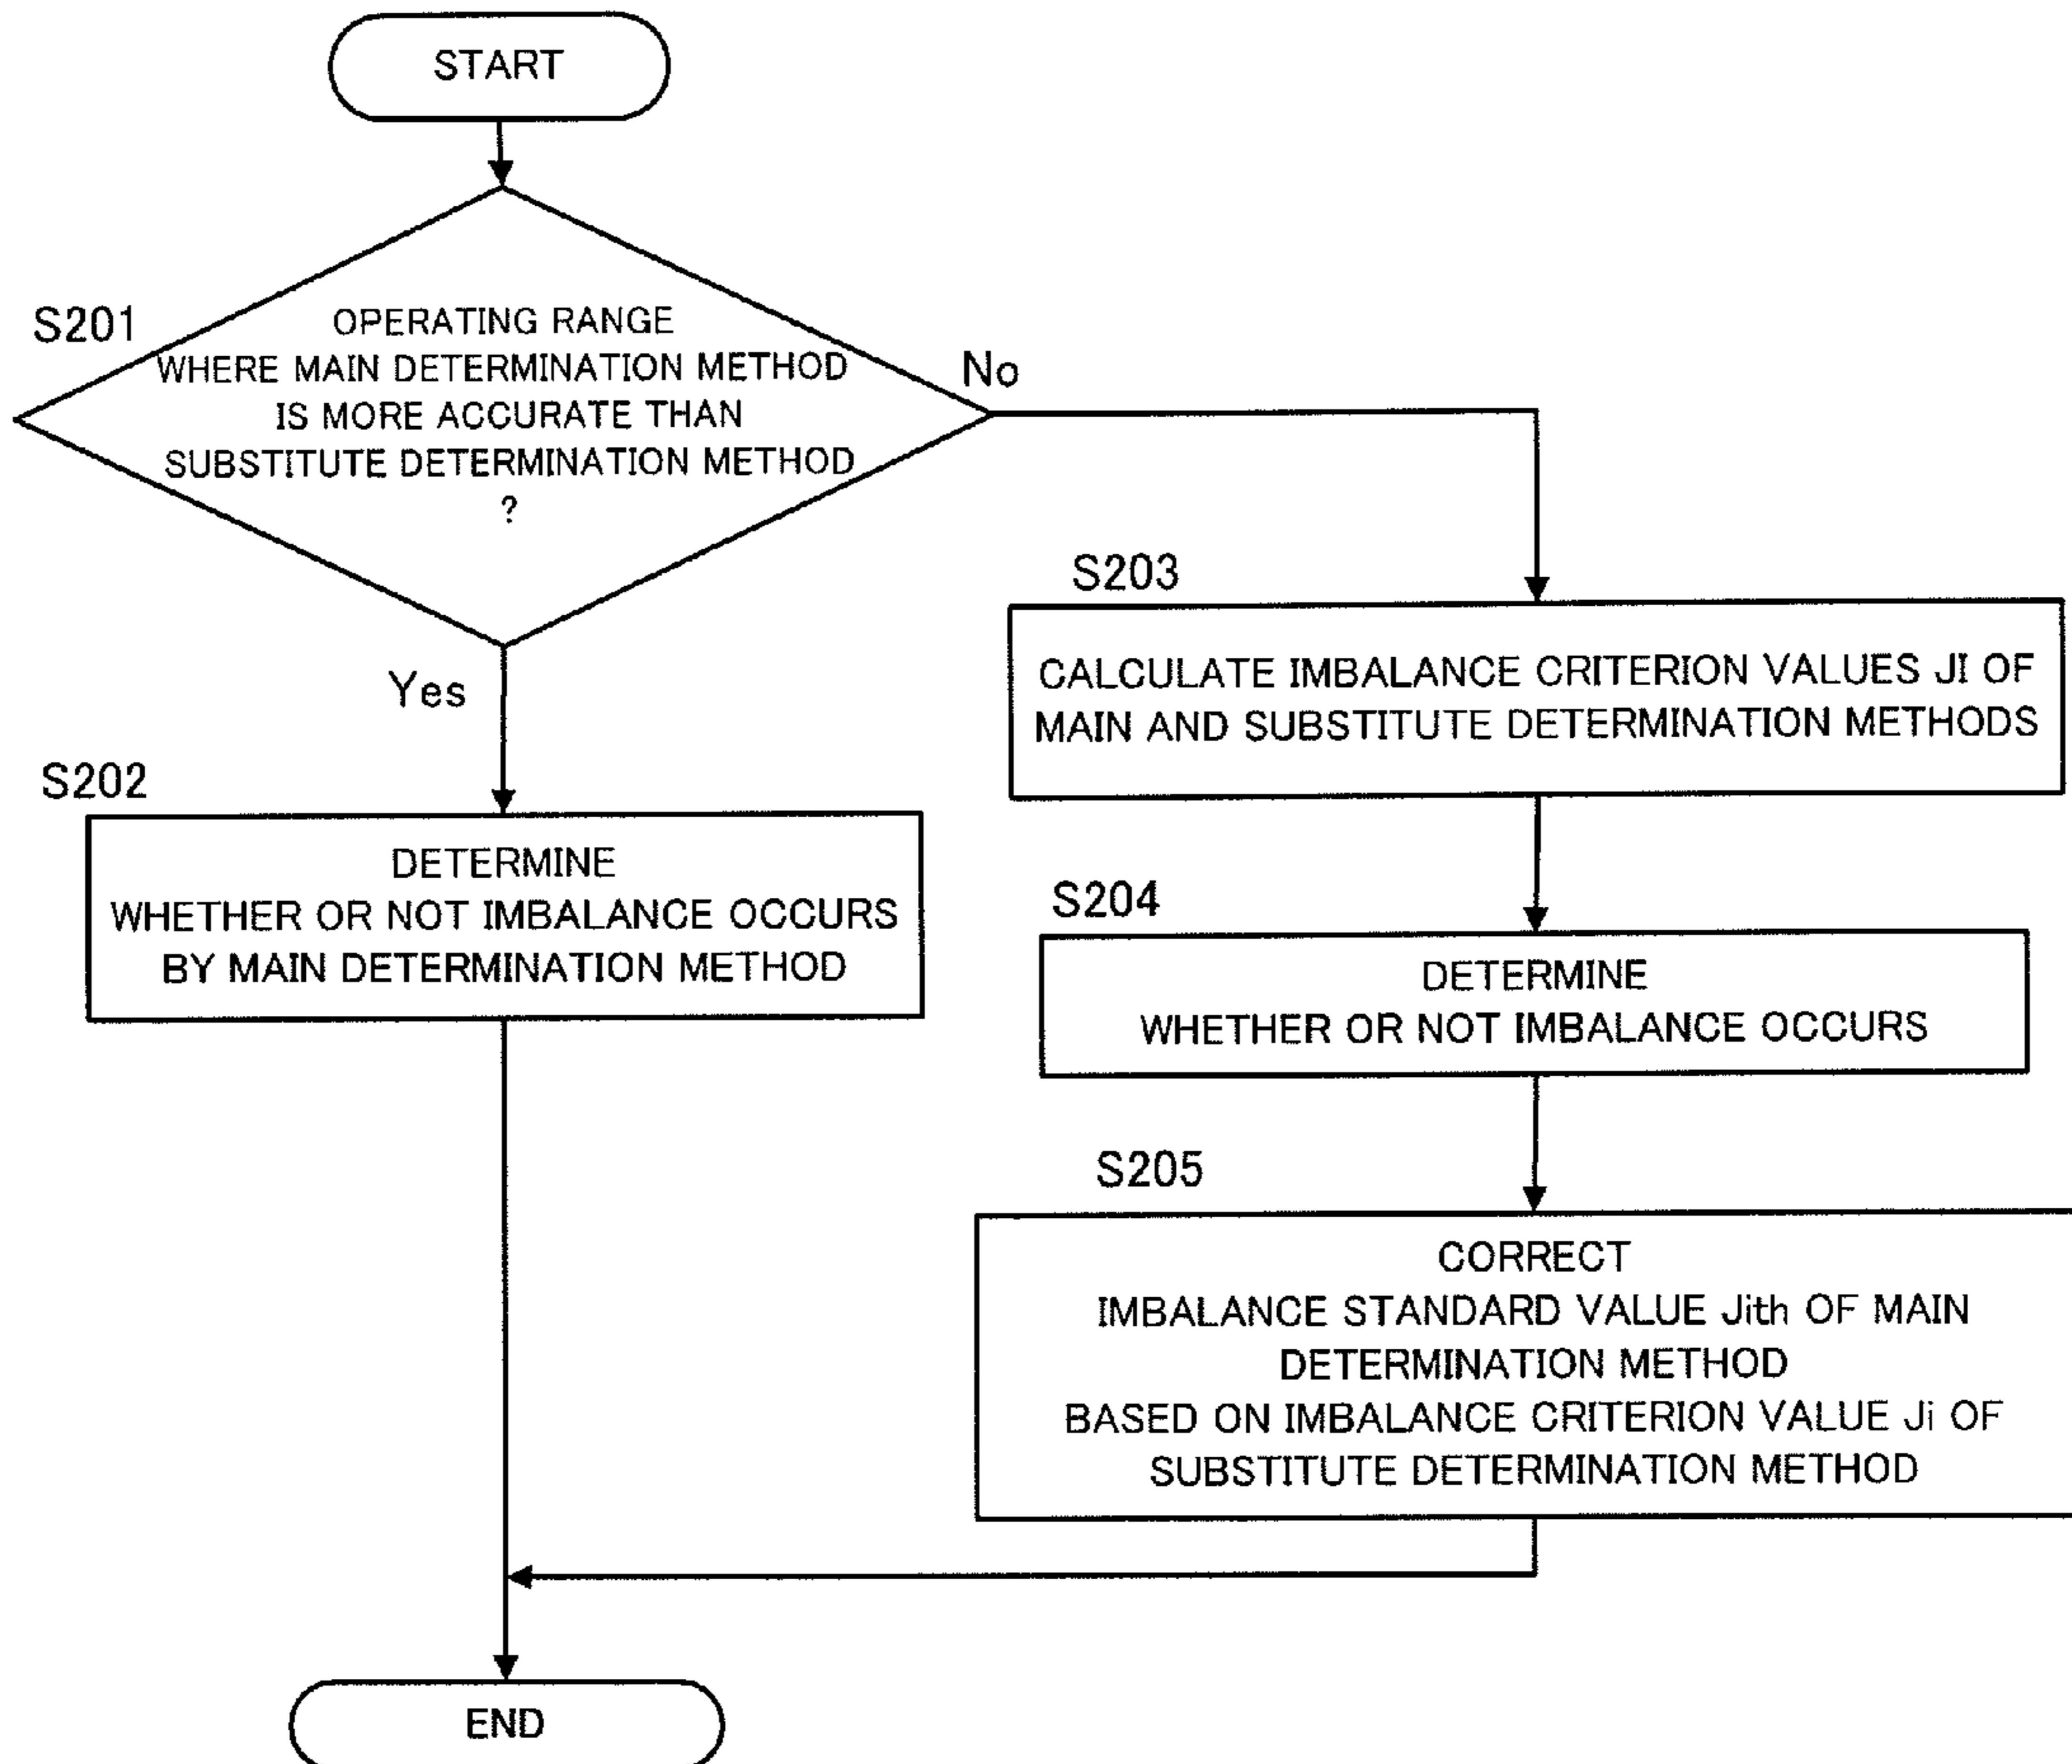 START
S201
OPERATING RANGE
WHERE MAIN DETERMINATION METHOD
IS MORE ACCURATE THAN
SUBSTITUTE DETERMINATION METHOD
?
No
Yes
S202
DETERMINE
WHETHER OR NOT IMBALANCE OCCURS
BY MAIN DETERMINATION METHOD
S203
CALCULATE IMBALANCE CRITERION VALUES JI OF
MAIN AND SUBSTITUTE DETERMINATION METHODS
S204
DETERMINE
WHETHER OR NOT IMBALANCE OCCURS
S205
CORRECT
IMBALANCE STANDARD VALUE Jith OF MAIN
DETERMINATION METHOD
BASED ON IMBALANCE CRITERION VALUE Ji OF
SUBSTITUTE DETERMINATION METHOD
END